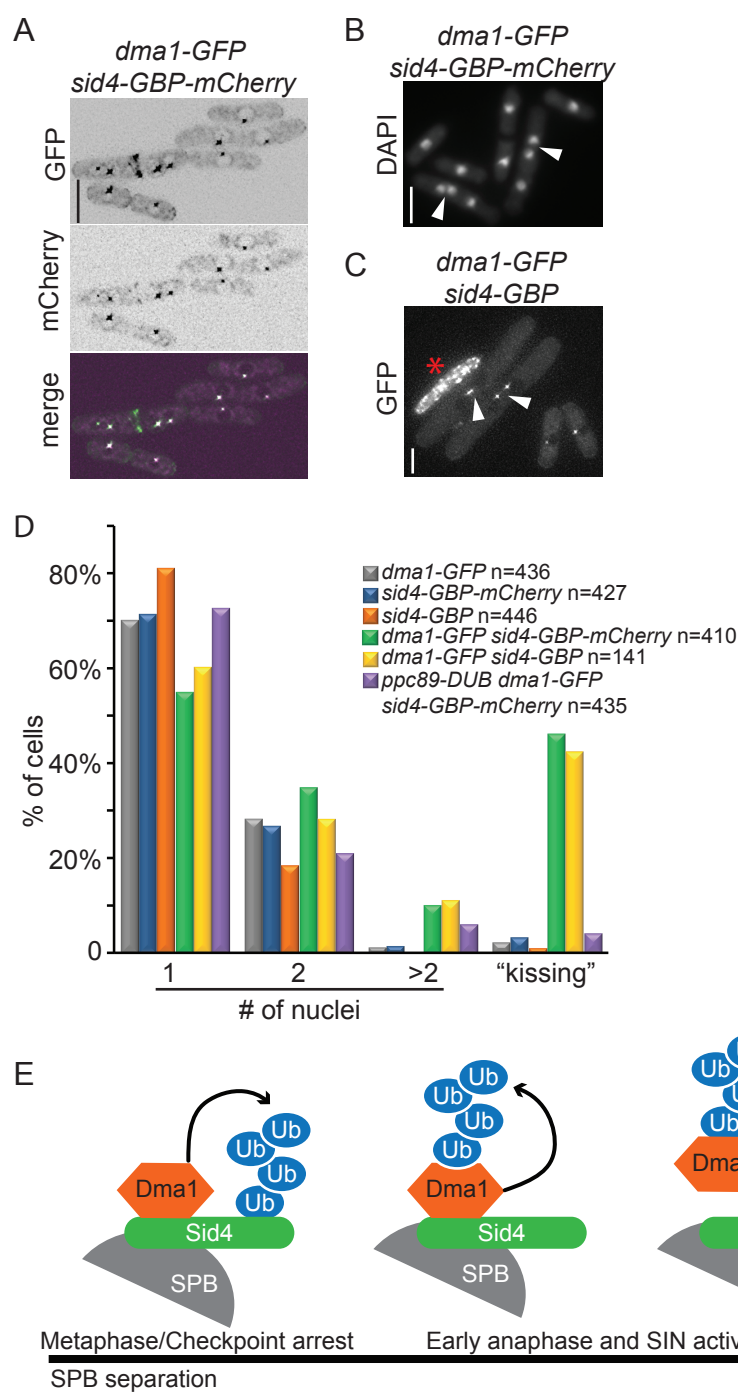 A
dma1-GFP
sid4-GBP-mCherry
GFP
mCherry
merge
B
dma1-GFP
sid4-GBP-mCherry
DAPI
C
dma1-GFP
sid4-GBP
GFP
*
D
% of cells
80%
60%
40%
20%
0
dma1-GFP n=436
sid4-GBP-mCherry n=427
sid4-GBP n=446
dma1-GFP sid4-GBP-mCherry n=410
dma1-GFP sid4-GBP n=141
ppc89-DUB dma1-GFP
sid4-GBP-mCherry n=435
1 2 >2 “kissing”
# of nuclei
E
Ub
Ub
Ub
Ub
Dma1
Sid4
SPB
Ub
Ub
Ub
Ub
Dma1
Sid4
SPB
Ub
Ub
Metaphase/Checkpoint arrest
Early anaphase and SIN
SPB separation